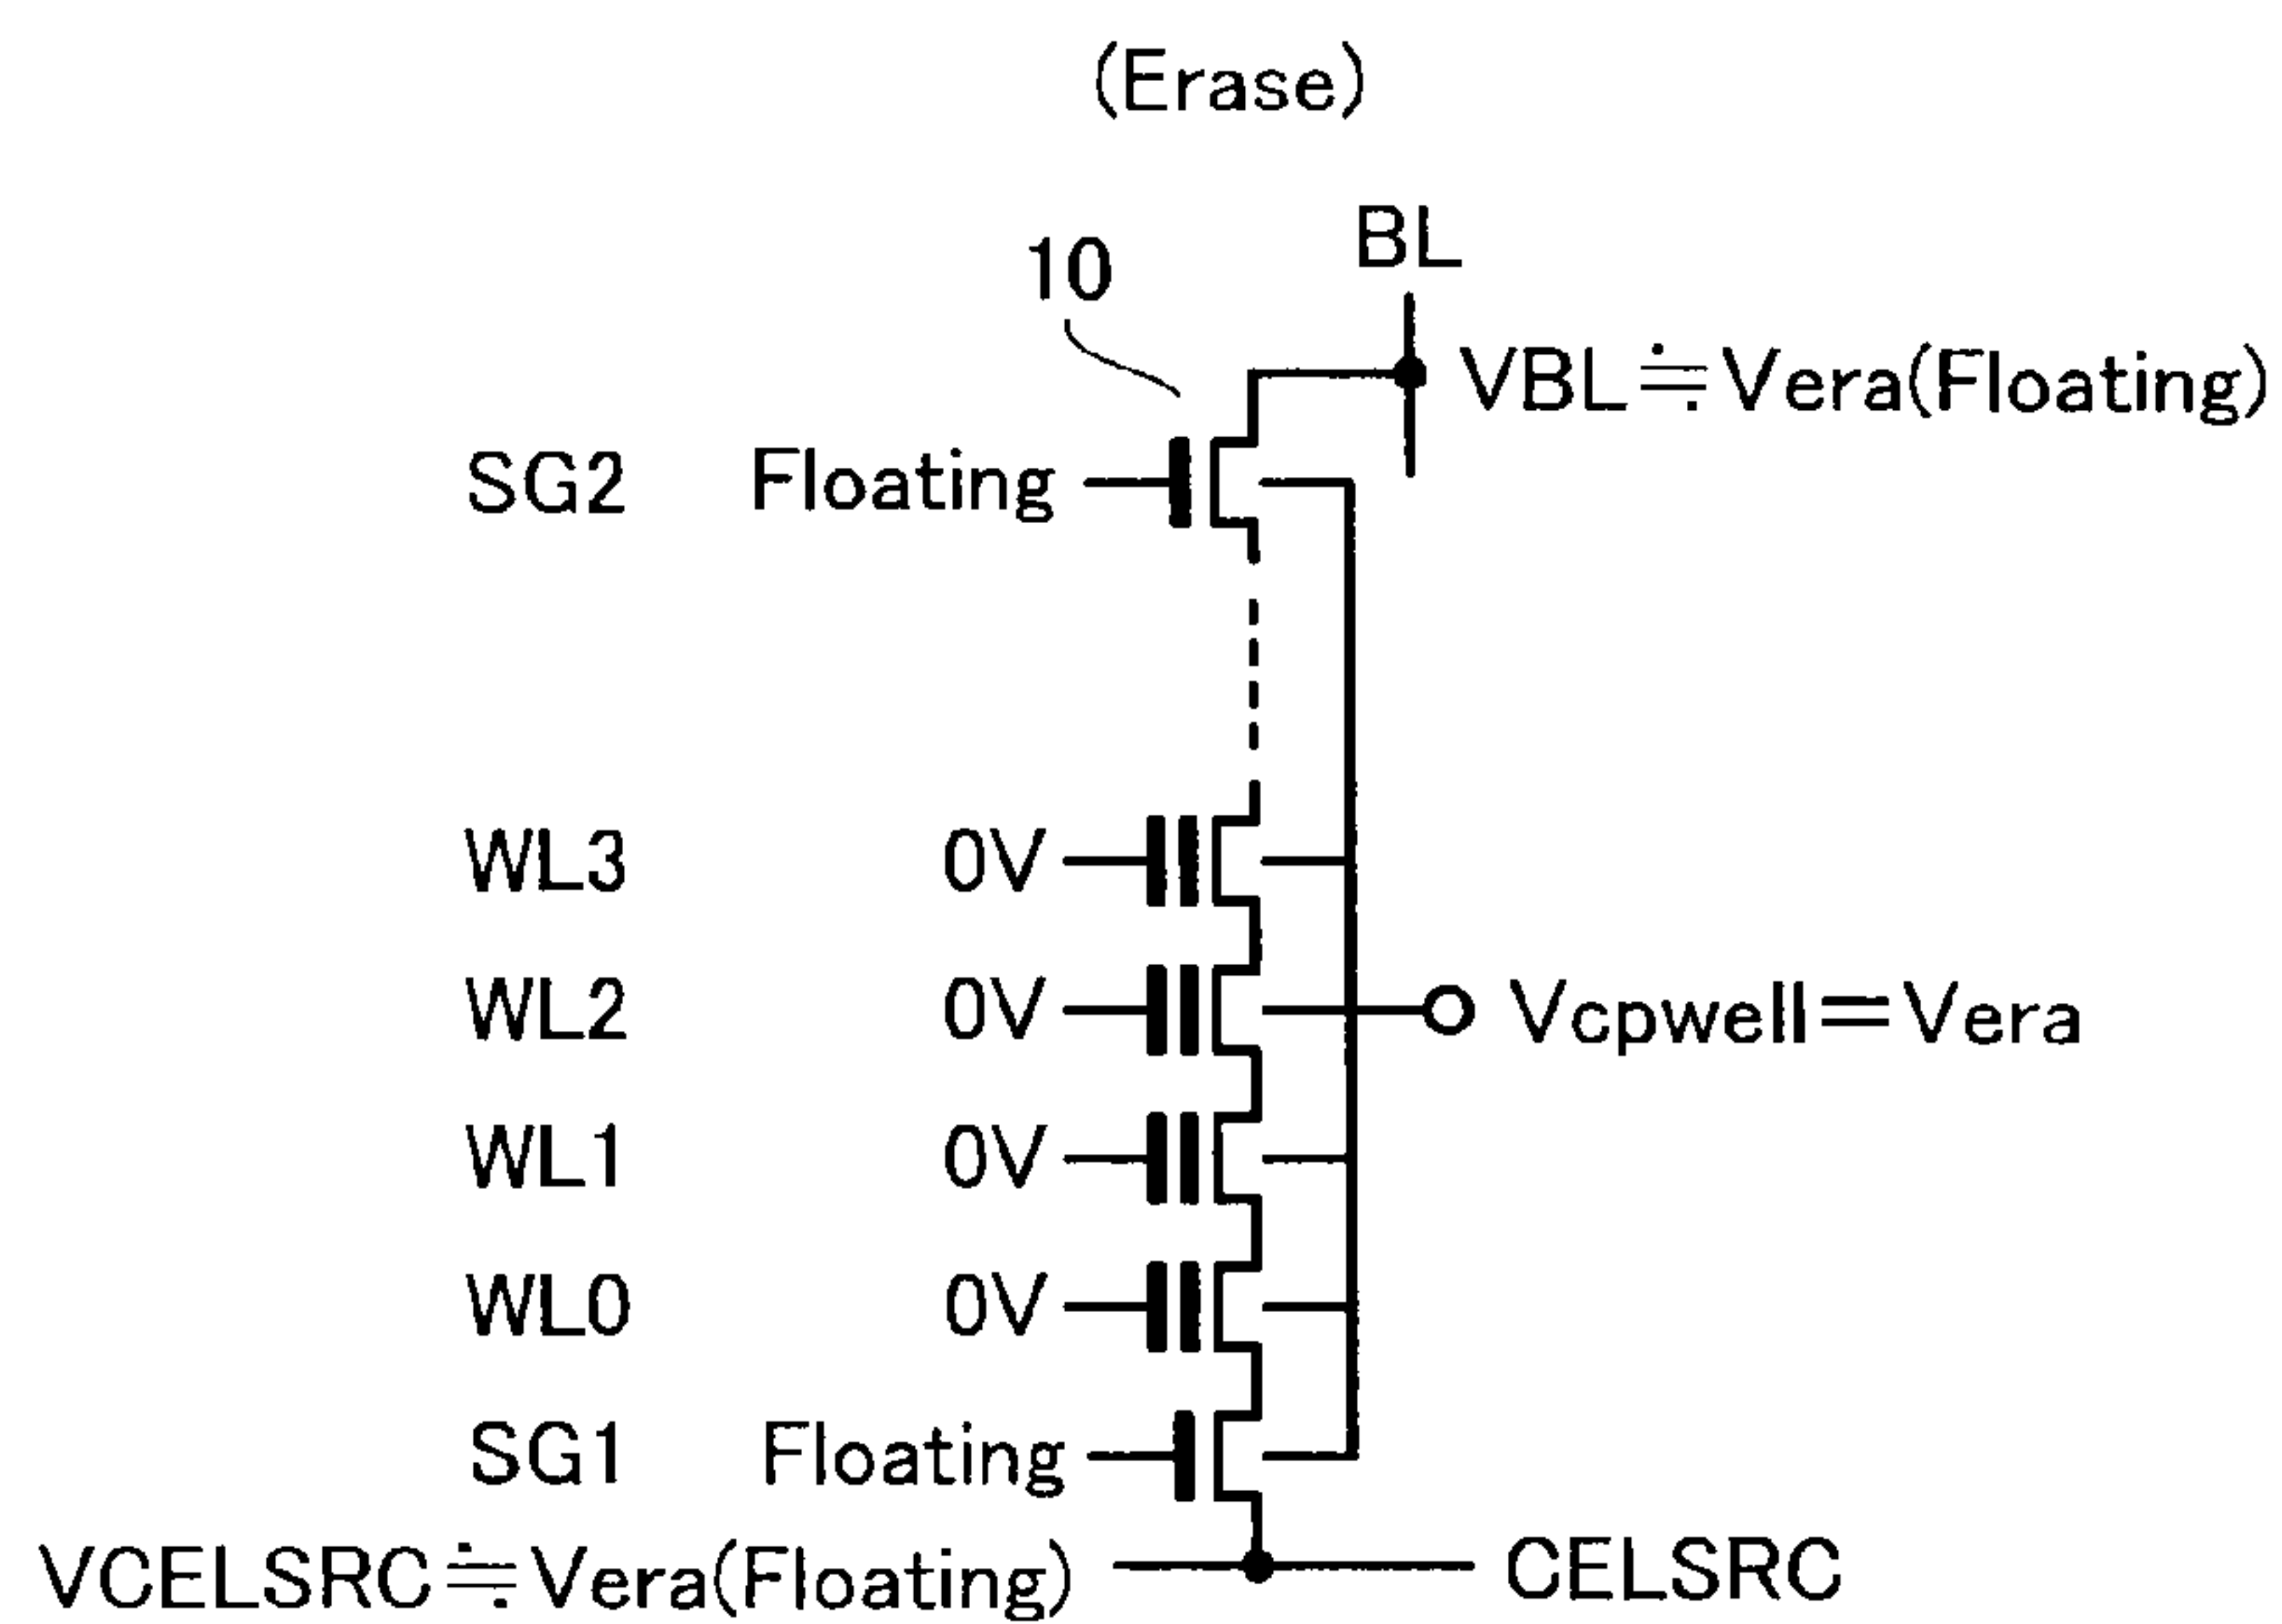 (Erase)
10
BL
VBL≒Vera(Floating)
SG2 Floating
WL3 0V
WL2 0V
Vcpwell=Vera
WL1 0V
WL0 0V
SG1 Floating
VCELSRC≒Vera(Floating)
CELSRC